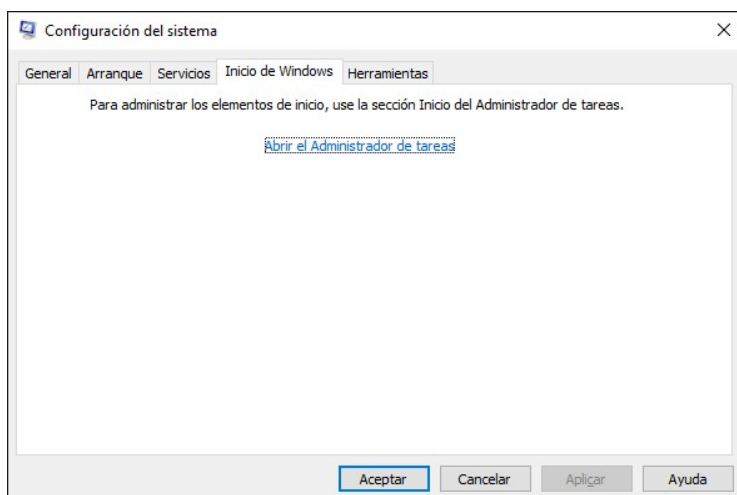 Configuración del sistema
General Arranque Servicios Inicio de Windows Herramientas
Para administrar los elementos de inicio, use la sección Inicio del Administrador de tareas.
Abrir el Administrador de tareas
Aceptar Cancelar Aplicar Ayuda